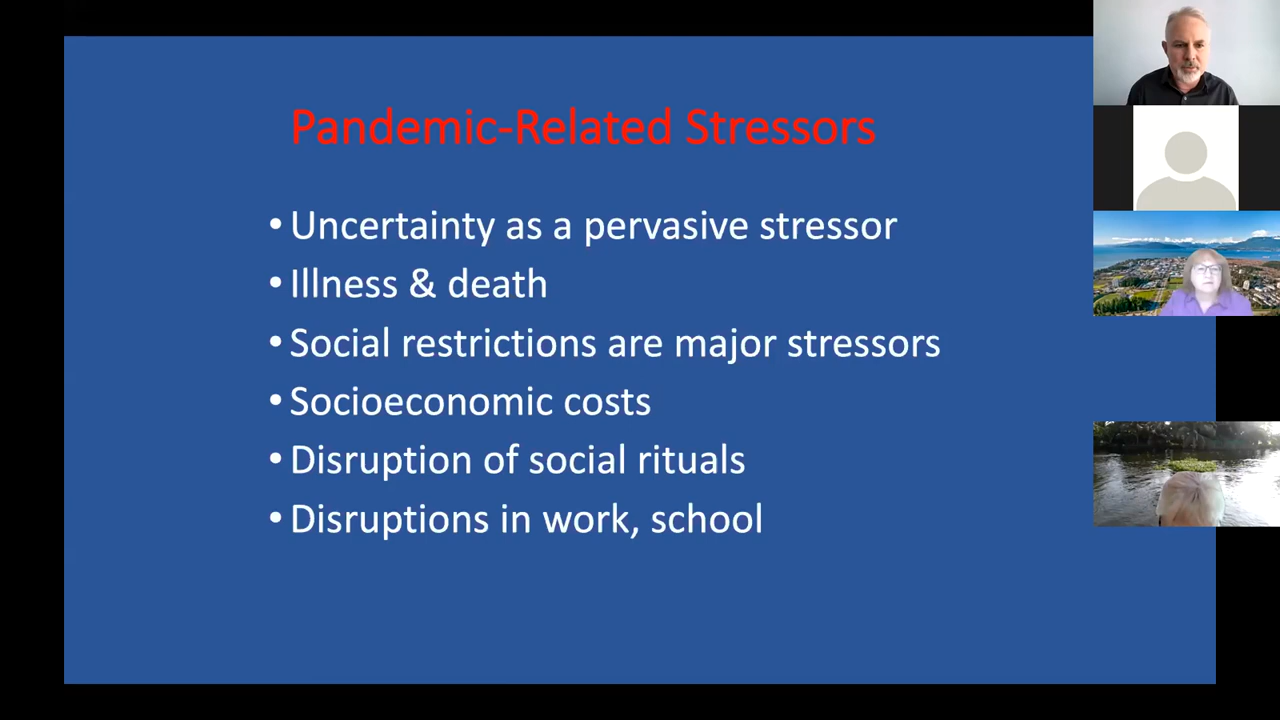 Pandemic-Related Stressors
• Uncertainty as a pervasive stressor
• Illness & death
• Social restrictions are major stressors
• Socioeconomic costs
• Disruption of social rituals
• Disruptions in work, school